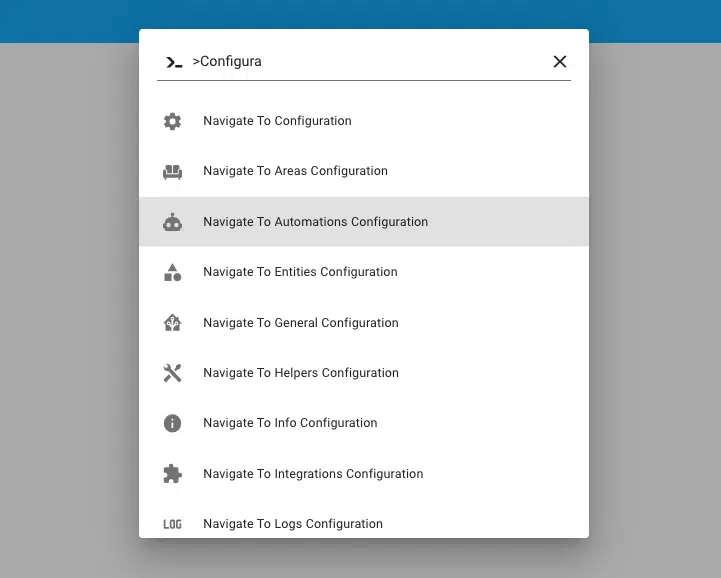 >Configura
Navigate To Configuration
Navigate To Areas Configuration
Navigate To Automations Configuration
Navigate To Entities Configuration
Navigate To General Configuration
Navigate To Helpers Configuration
Navigate To Info Configuration
Navigate To Integrations Configuration
LOG Navigate To Logs Configuration